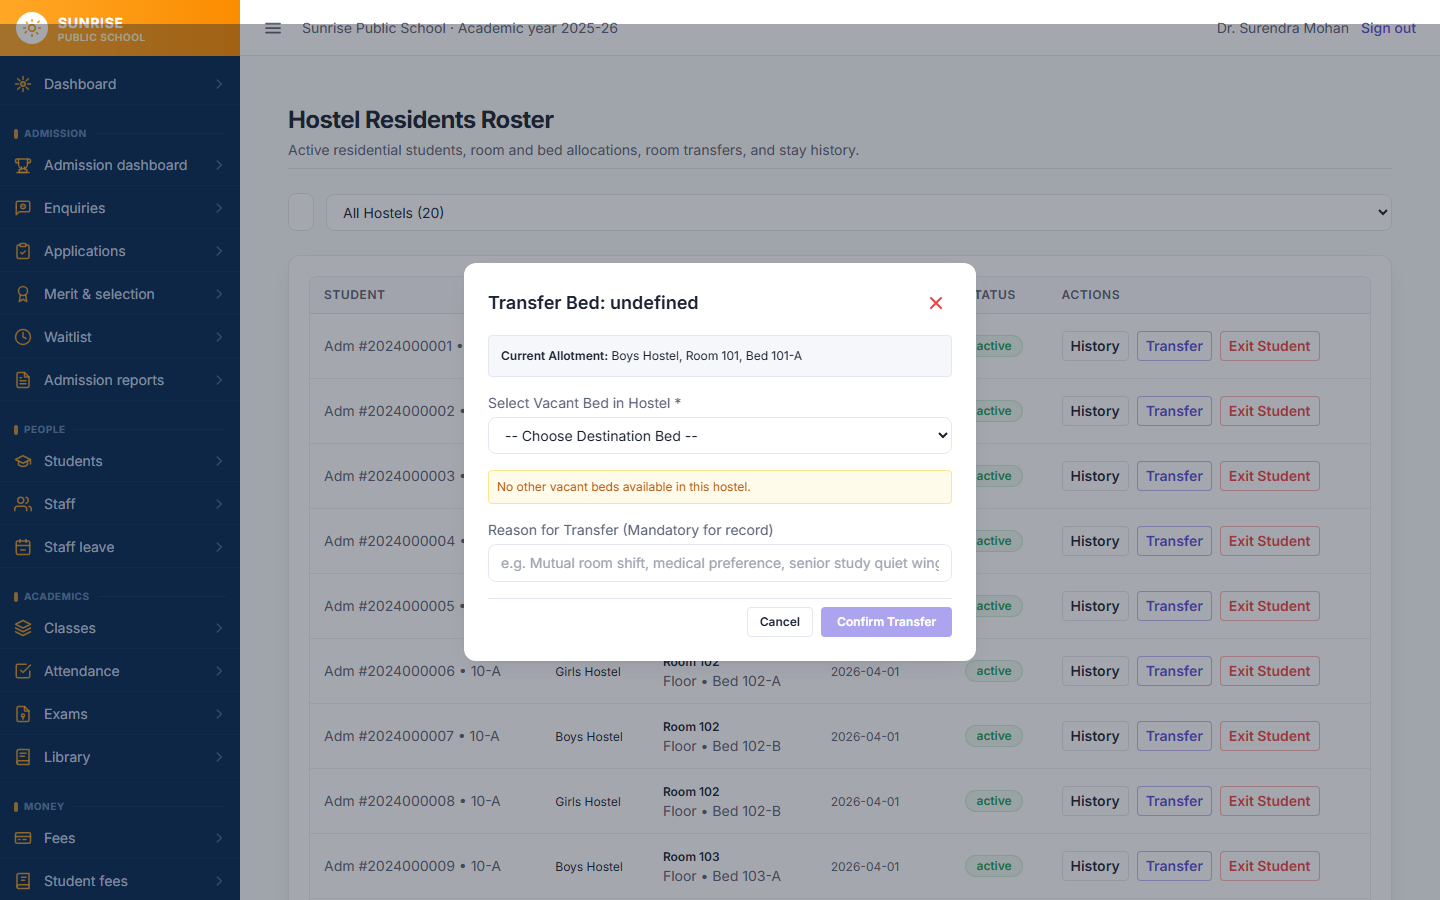 SUNRISE
PUBLIC SCHOOL
Sunrise Public School · Academic year 2025-26
Dr. Surendra Mohan
Sign out
Dashboard
ADMISSION
Admission dashboard
Enquiries
Applications
Merit & selection
Waitlist
Admission reports
PEOPLE
Students
Staff
Staff leave
ACADEMICS
Classes
Attendance
Exams
Library
MONEY
Fees
Student fees
Hostel Residents Roster
Active residential students, room and bed allocations, room transfers, and stay history.
All Hostels (20)
STUDENT
ACTIONS
Adm #2024000001 •
active
History
Transfer
Exit Student
Adm #2024000002 •
active
History
Transfer
Exit Student
Adm #2024000003 •
active
History
Transfer
Exit Student
Adm #2024000004 •
active
History
Transfer
Exit Student
Adm #2024000005 •
active
History
Transfer
Exit Student
Transfer Bed: undefined
Current Allotment: Boys Hostel, Room 101, Bed 101-A
Select Vacant Bed in Hostel *
-- Choose Destination Bed --
No other vacant beds available in this hostel.
Reason for Transfer (Mandatory for record)
e.g. Mutual room shift, medical preference, senior study quiet wing
Cancel
Confirm Transfer
Adm #2024000006 • 10-A
Girls Hostel
Room 102
Floor • Bed 102-A
2026-04-01
active
History
Transfer
Exit Student
Adm #2024000007 • 10-A
Boys Hostel
Room 102
Floor • Bed 102-B
2026-04-01
active
History
Transfer
Exit Student
Adm #2024000008 • 10-A
Girls Hostel
Room 102
Floor • Bed 102-B
2026-04-01
active
History
Transfer
Exit Student
Adm #2024000009 • 10-A
Boys Hostel
Room 103
Floor • Bed 103-A
2026-04-01
active
History
Transfer
Exit Student